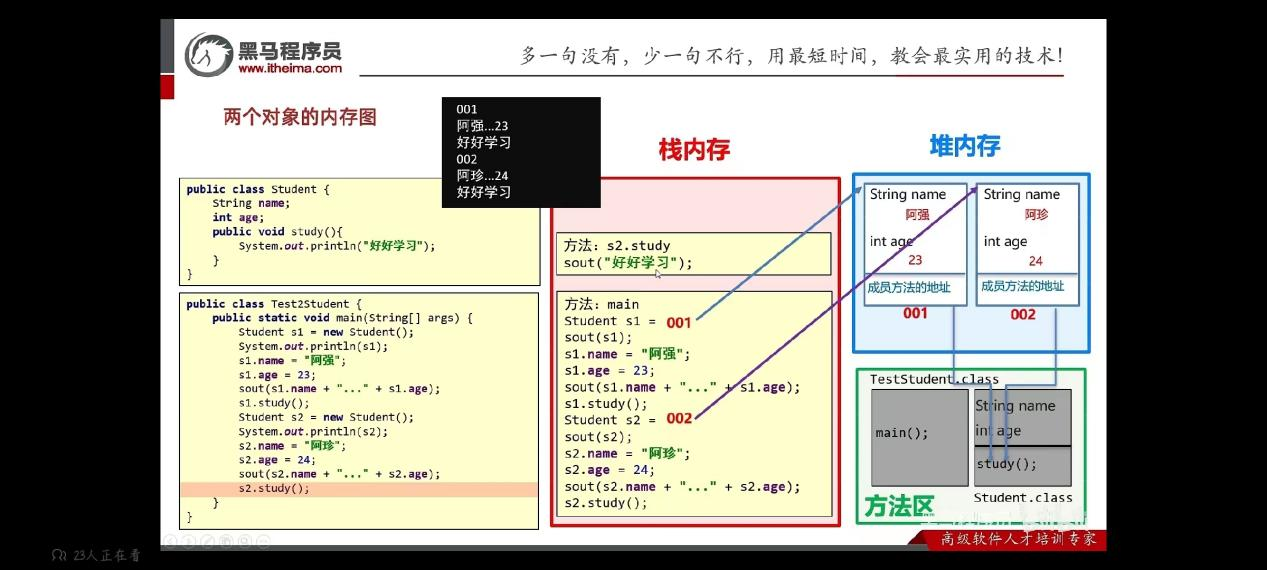 黑马程序员
www.itheima.com
多一句没有，少一句不行，用最短时间，教会最实用的技术！
两个对象的内存图
001
阿强...23
好好学习
002
阿珍...24
好好学习
public class Student {
String name;
int age;
public void study(){
System.out.println("好好学习");
}
}
public class Test2Student {
public static void main(String[] args) {
Student s1 = new Student();
System.out.println(s1);
s1.name = "阿强";
s1.age = 23;
sout(s1.name + "..." + s1.age);
s1.study();
Student s2 = new Student();
System.out.println(s2);
s2.name = "阿珍";
s2.age = 24;
sout(s2.name + "..." + s2.age);
s2.study();
}
}
栈内存
方法: s2.study
sout("好好学习");
方法: main
Student s1 = 001
sout(s1);
s1.name = "阿强";
s1.age = 23;
sout(s1.name + "..." + s1.age);
s1.study();
Student s2 = 002
sout(s2);
s2.name = "阿珍";
s2.age = 24;
sout(s2.name + "..." + s2.age);
s2.study();
堆内存
String name
阿强
int age
23
成员方法的地址
001
String name
阿珍
int age
24
成员方法的地址
002
TestStudent.class
main();
String name
int age
study();
Student.class
方法区
高级软件人才培训专家
23人正在看